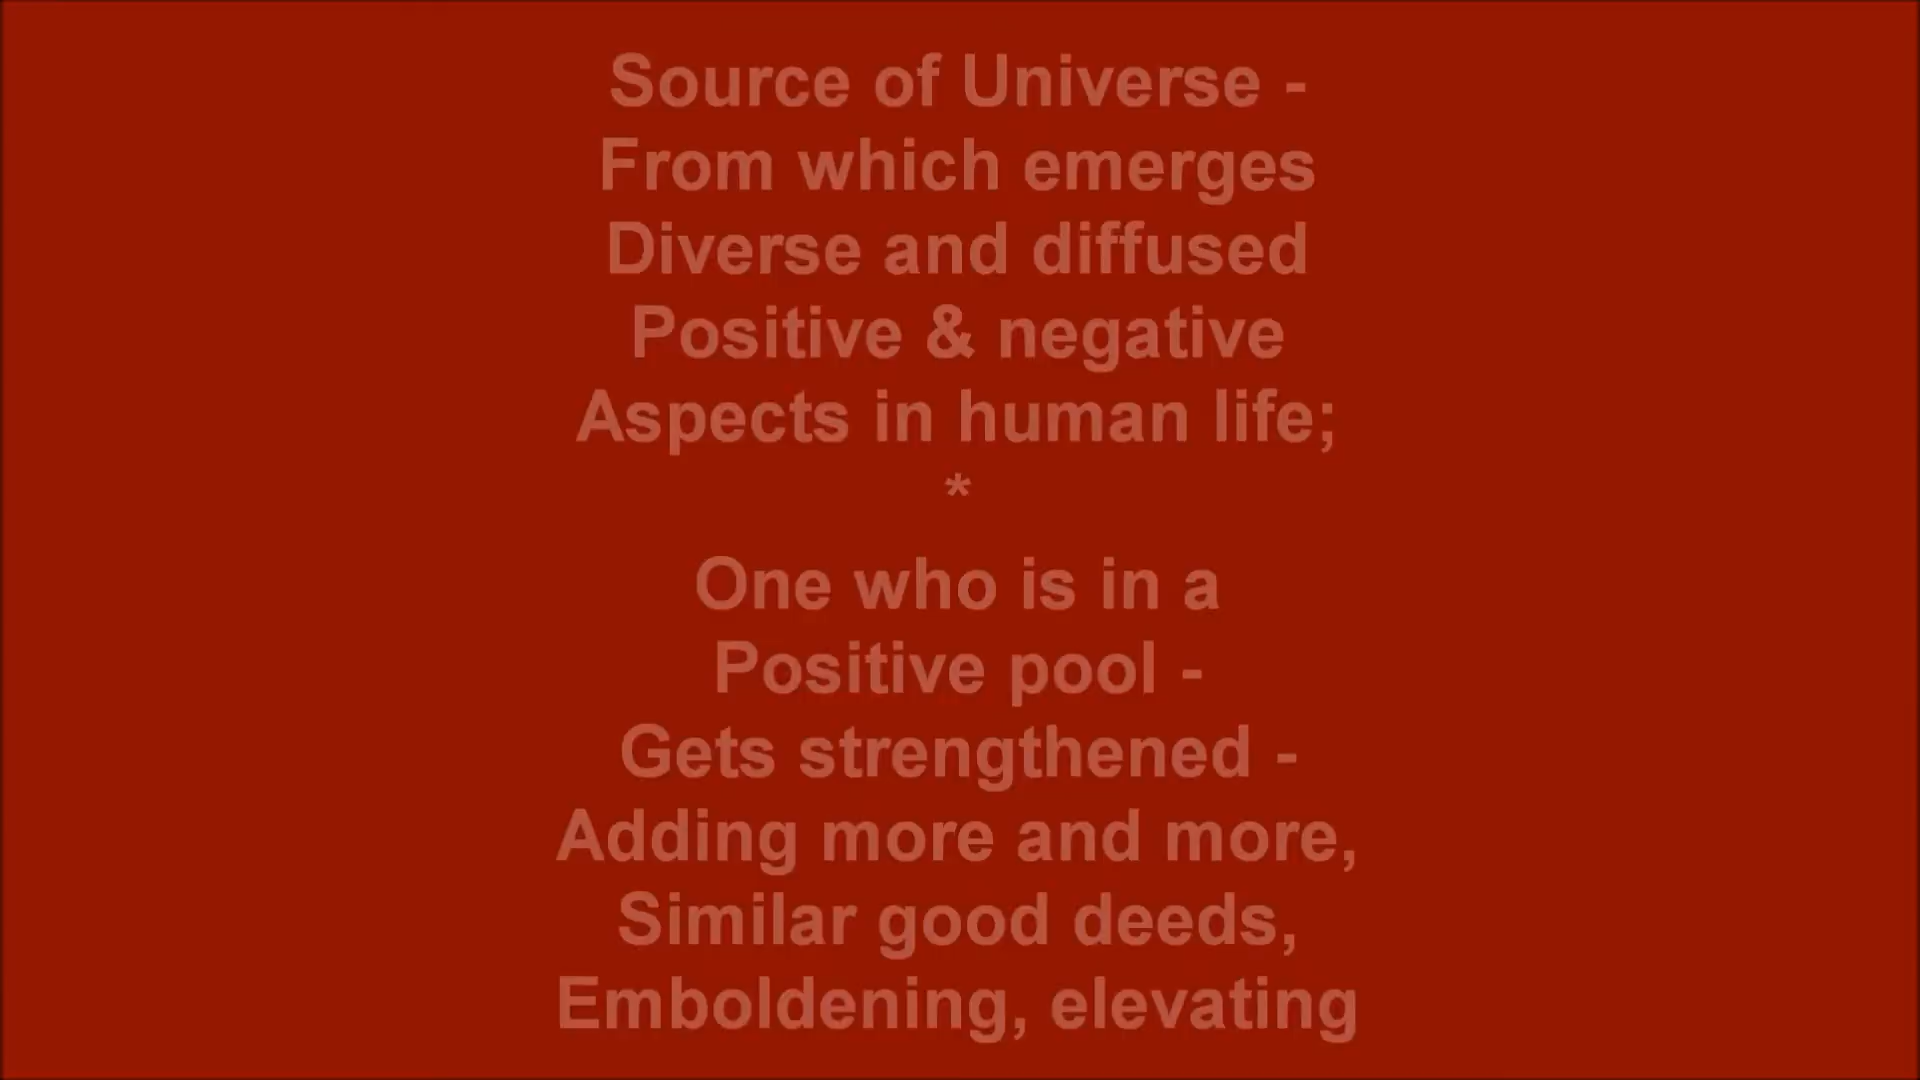 Source of Universe -
From which emerges
Diverse and diffused
Positive & negative
Aspects in human life;
*
One who is in a
Positive pool -
Gets strengthened -
Adding more and more,
Similar good deeds,
Emboldening, elevating